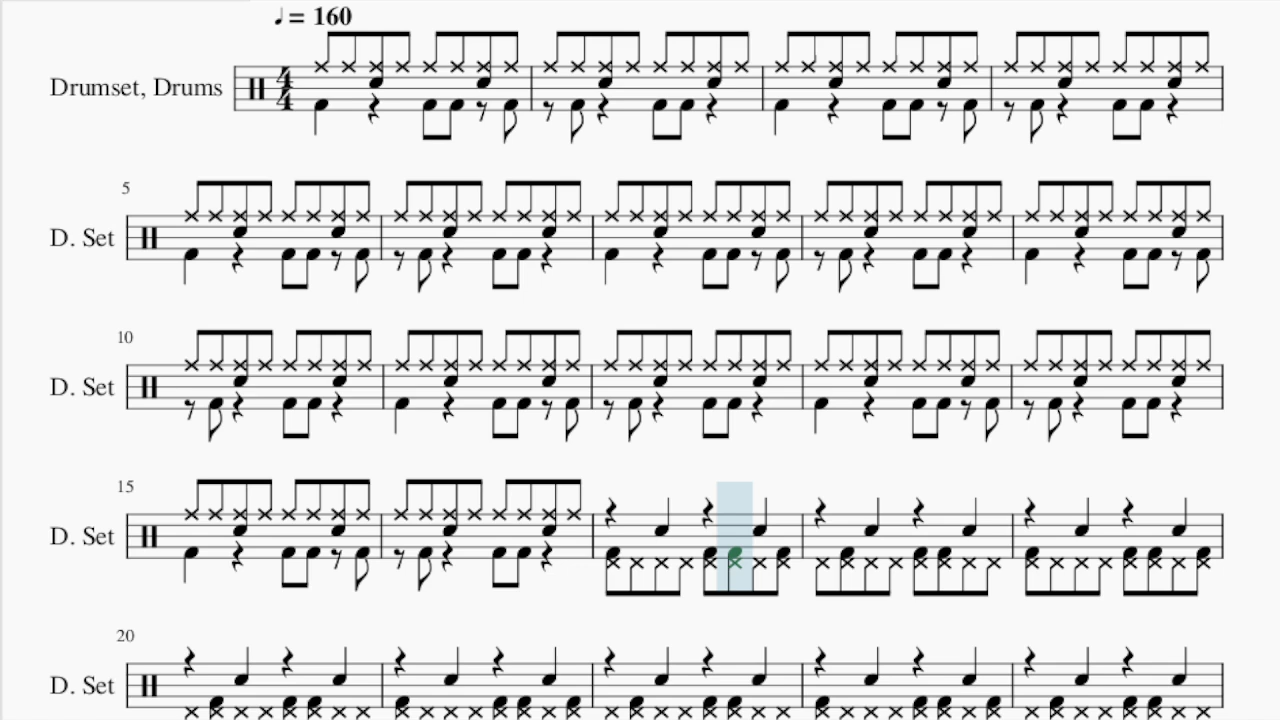 ♩ = 160
Drumset, Drums
4
4
5
D. Set
10
D. Set
15
D. Set
20
D. Set